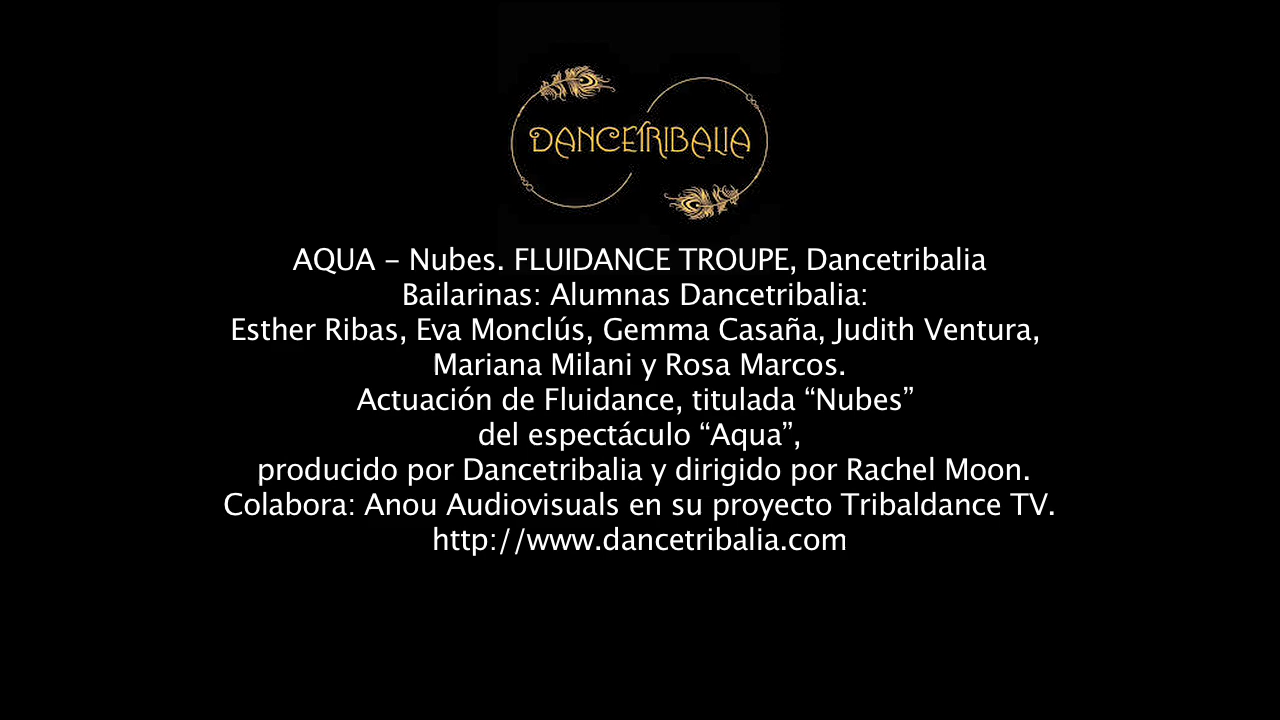 DANCETRIBALIA
AQUA – Nubes. FLUIDANCE TROUPE, Dancetribalia
Bailarinas: Alumnas Dancetribalia:
Esther Ribas, Eva Monclús, Gemma Casaña, Judith Ventura,
Mariana Milani y Rosa Marcos.
Actuación de Fluidance, titulada “Nubes”
del espectáculo “Aqua”,
producido por Dancetribalia y dirigido por Rachel Moon.
Colabora: Anou Audiovisuals en su proyecto Tribaldance TV.
http://www.dancetribalia.com